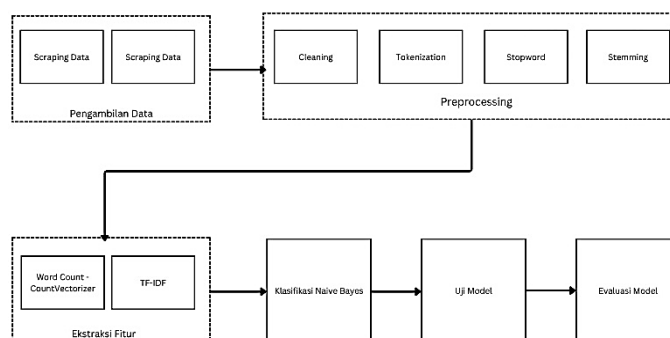 Scraping Data
Scraping Data
Pengambilan Data
Cleaning
Tokenization
Stopword
Stemming
Preprocessing
Word Count -
CountVectorizer
TF-IDF
Ekstraksi Fitur
Klasifikasi Naive Bayes
Uji Model
Evaluasi Model